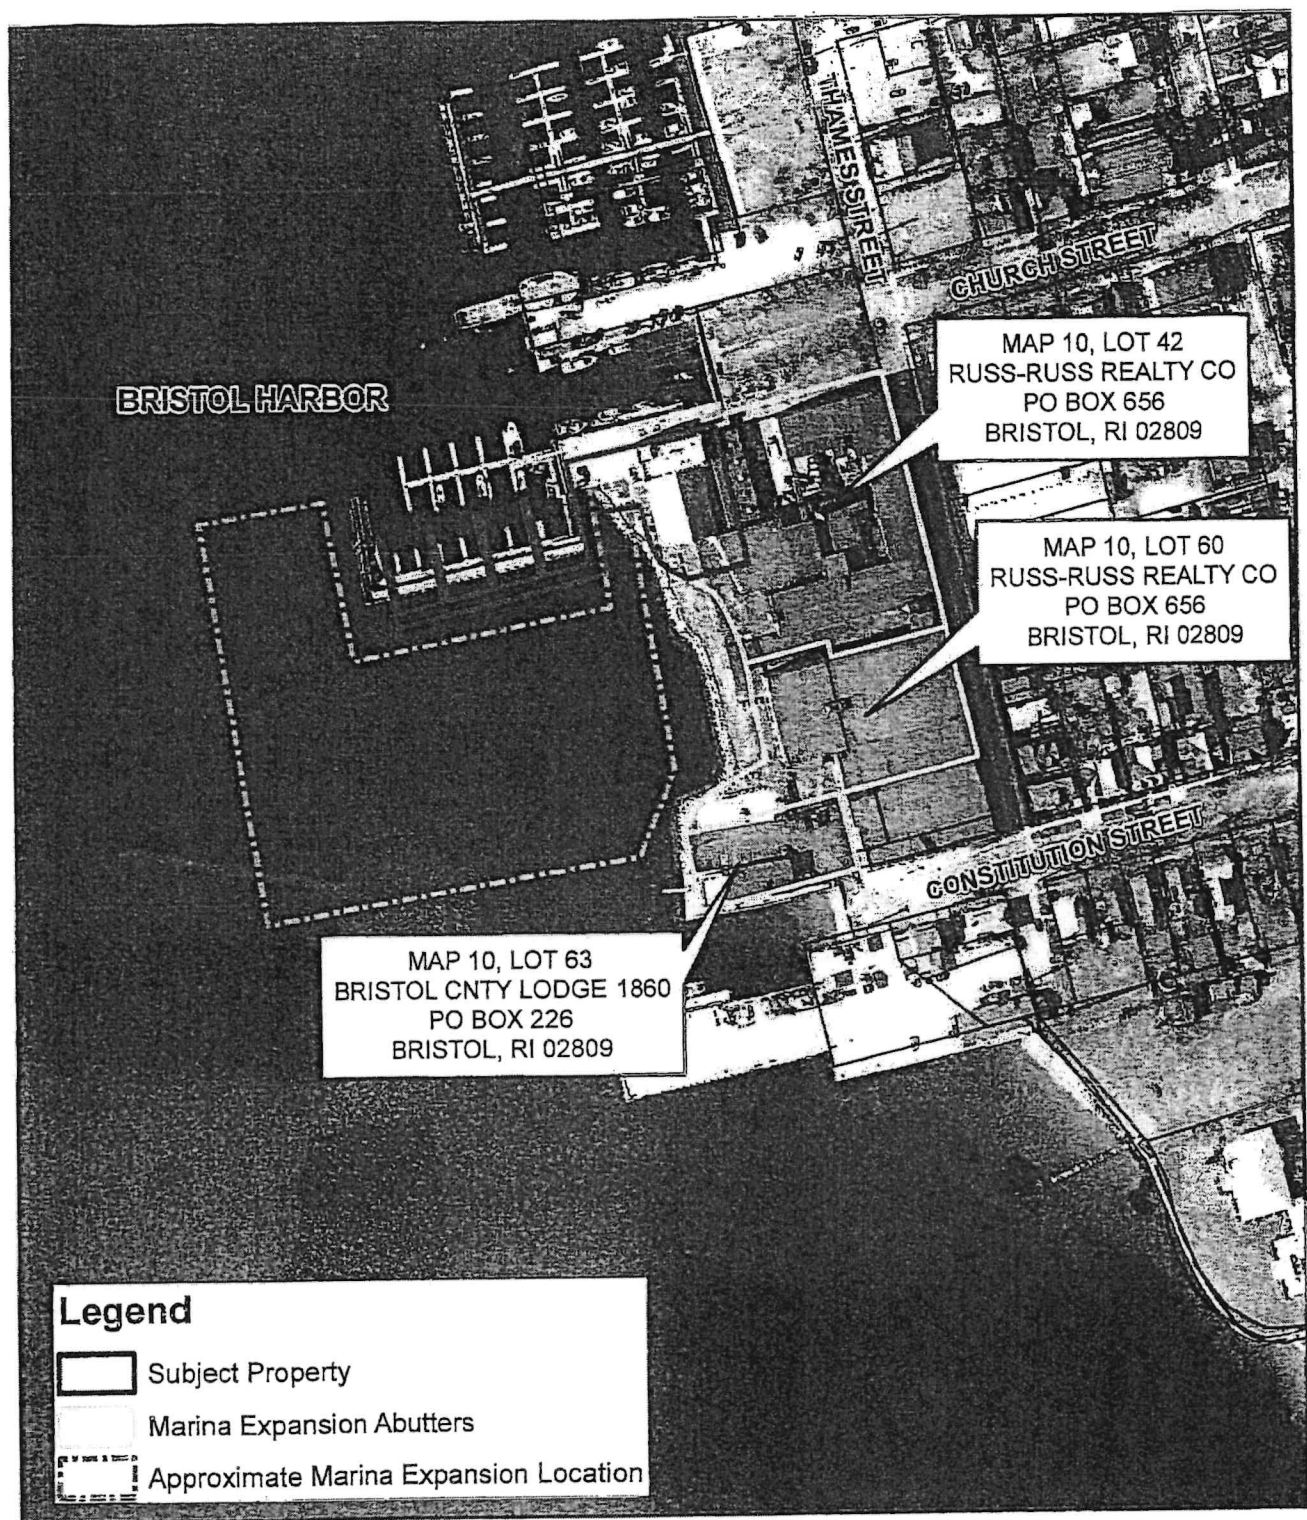 THAMES STREET
CHURCH STREET
MAP 10, LOT 42
RUSS-RUSS REALTY CO
PO BOX 656
BRISTOL, RI 02809
BRISTOL HARBOR
MAP 10, LOT 60
RUSS-RUSS REALTY CO
PO BOX 656
BRISTOL, RI 02809
CONSTITUTION STREET
MAP 10, LOT 63
BRISTOL CNTY LODGE 1860
PO BOX 226
BRISTOL, RI 02809
Legend
Subject Property
Marina Expansion Abutters
Approximate Marina Expansion Location